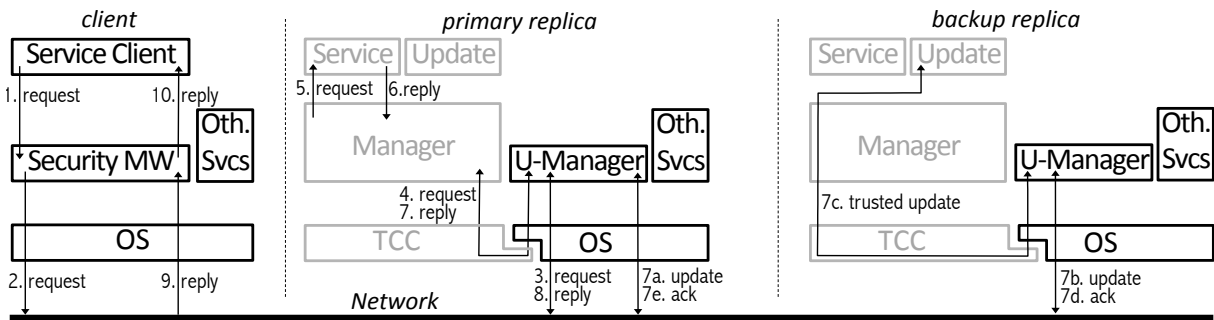 client
Service Client
1. request
10. reply
Oth.
Svcs
Security MW
OS
2. request
9. reply
primary replica
Service
Update
5. request
6.reply
Manager
Oth.
Svcs
U-Manager
4. request
7. reply
TCC
OS
3. request
8. reply
7a. update
7e. ack
Network
backup replica
Service
Update
Manager
Oth.
Svcs
U-Manager
7c. trusted update
TCC
OS
7b. update
7d. ack